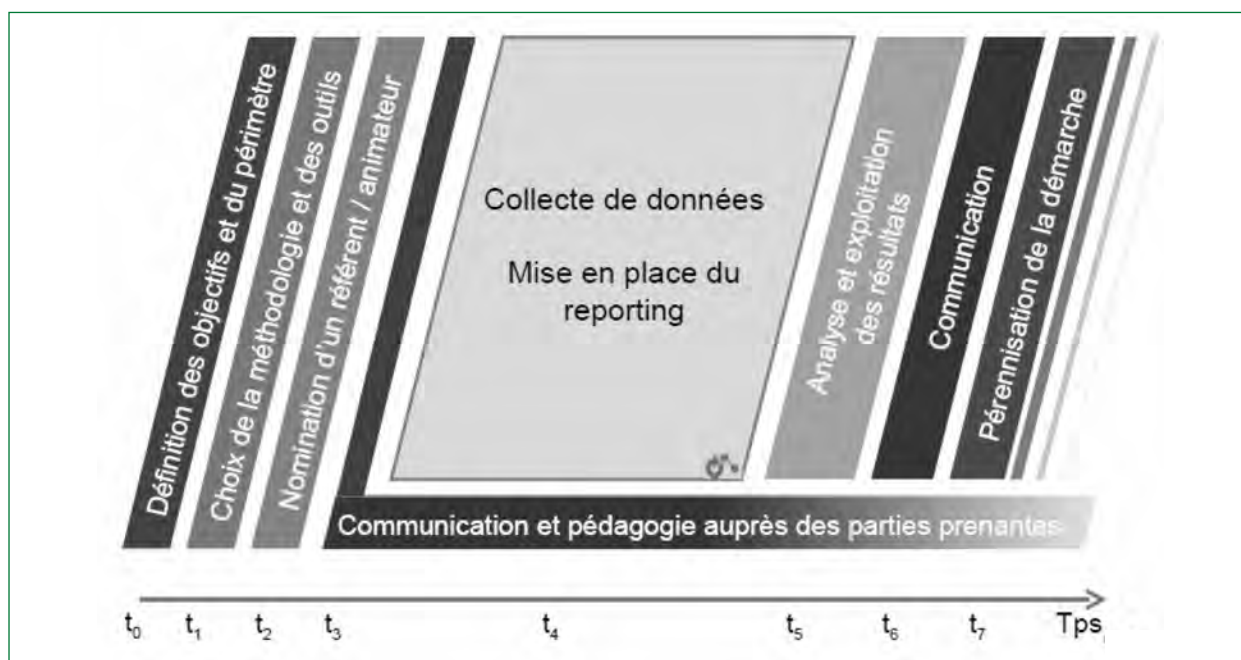 Définition des objectifs et du périmètre
Choix de la méthodologie et des outils
Nomination d'un référent / animateur
Collecte de données
Mise en place du
reporting
Analyse et exploitation
des résultats
Communication
Pérennisation de la démarche
Communication et pédagogie auprès des parties prenantes
t0 t1 t2 t3 t4 t5 t6 t7 Tps